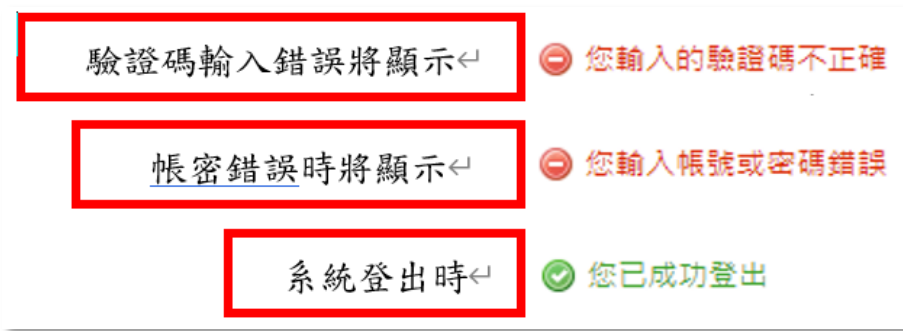 驗證碼輸入錯誤將顯示↵ 您輸入的驗證碼不正確
帳密錯誤時將顯示↵ 您輸入帳號或密碼錯誤
系統登出時↵ 您已成功登出